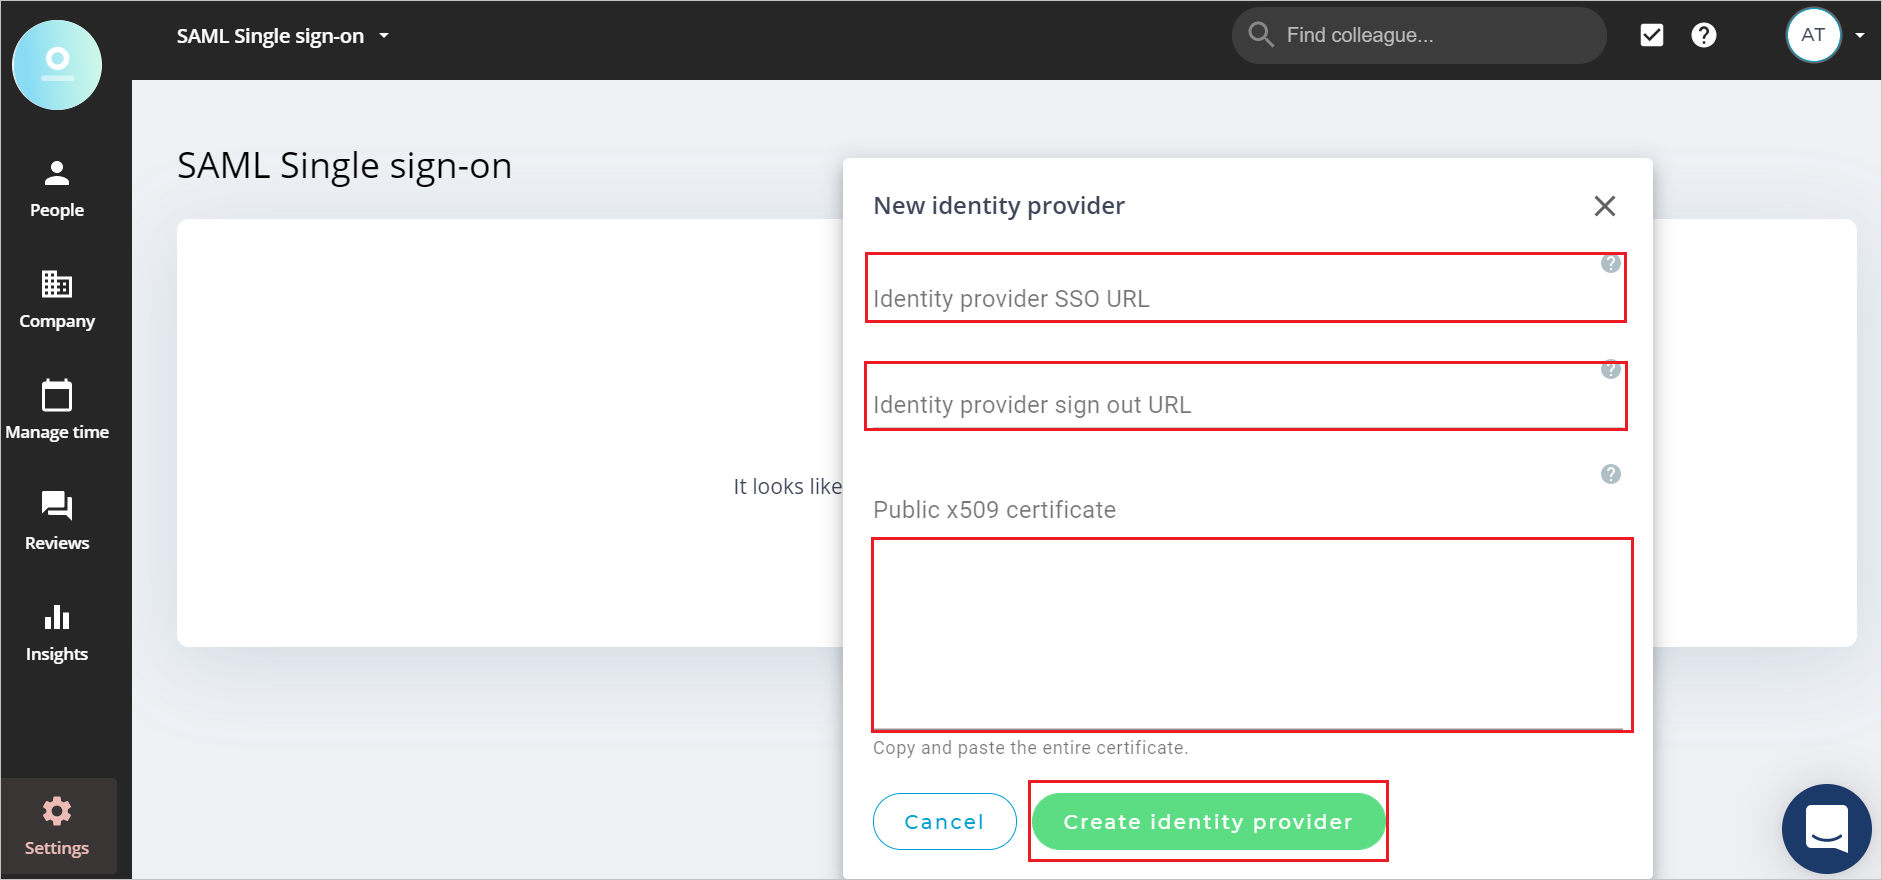 SAML Single sign-on
Find colleague...
AT
People
Company
Manage time
Reviews
Insights
Settings
SAML Single sign-on
It looks like
New identity provider
Identity provider SSO URL
Identity provider sign out URL
Public x509 certificate
Copy and paste the entire certificate.
Cancel
Create identity provider